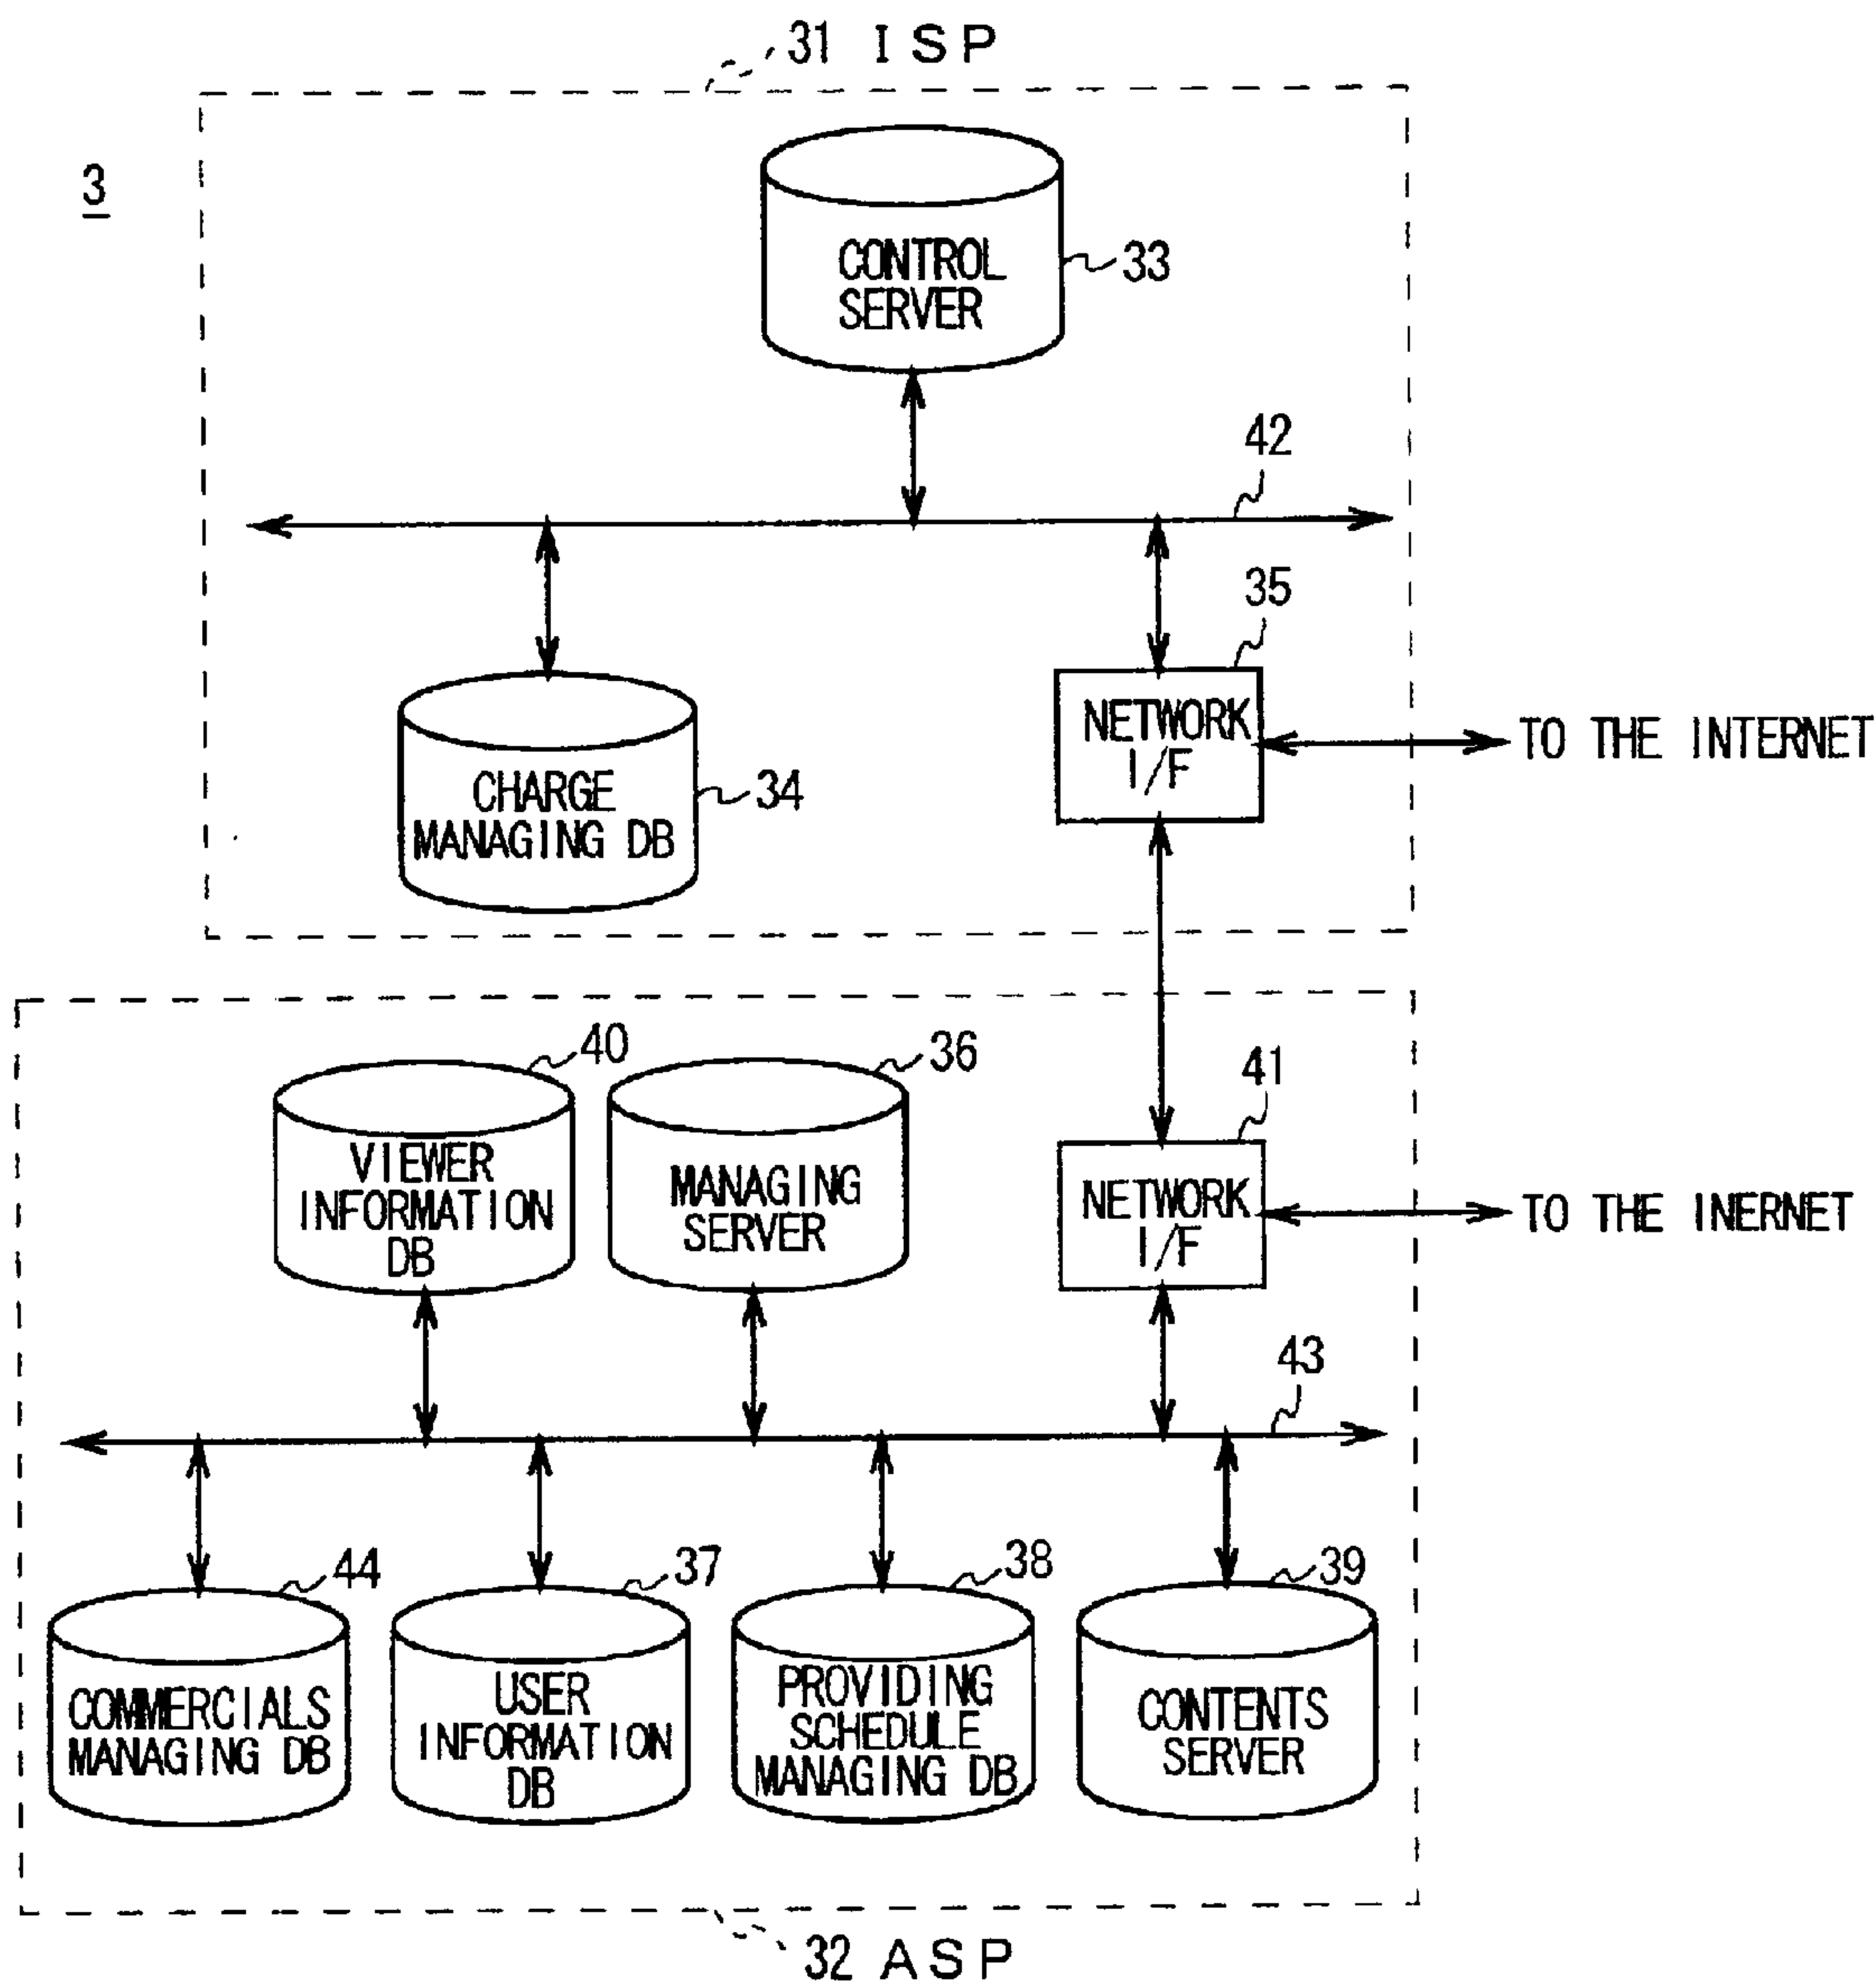 31 ISP
3
CONTROL
SERVER
33
42
35
NETWORK
I/F
TO THE INTERNET
CHARGE
MANAGING DB
34
40
36
41
VIEWER
INFORMATION
DB
MANAGING
SERVER
NETWORK
I/F
TO THE INERNET
43
44
37
38
39
COMMERCIALS
MANAGING DB
USER
INFORMATION
DB
PROVIDING
SCHEDULE
MANAGING DB
CONTENTS
SERVER
32 ASP